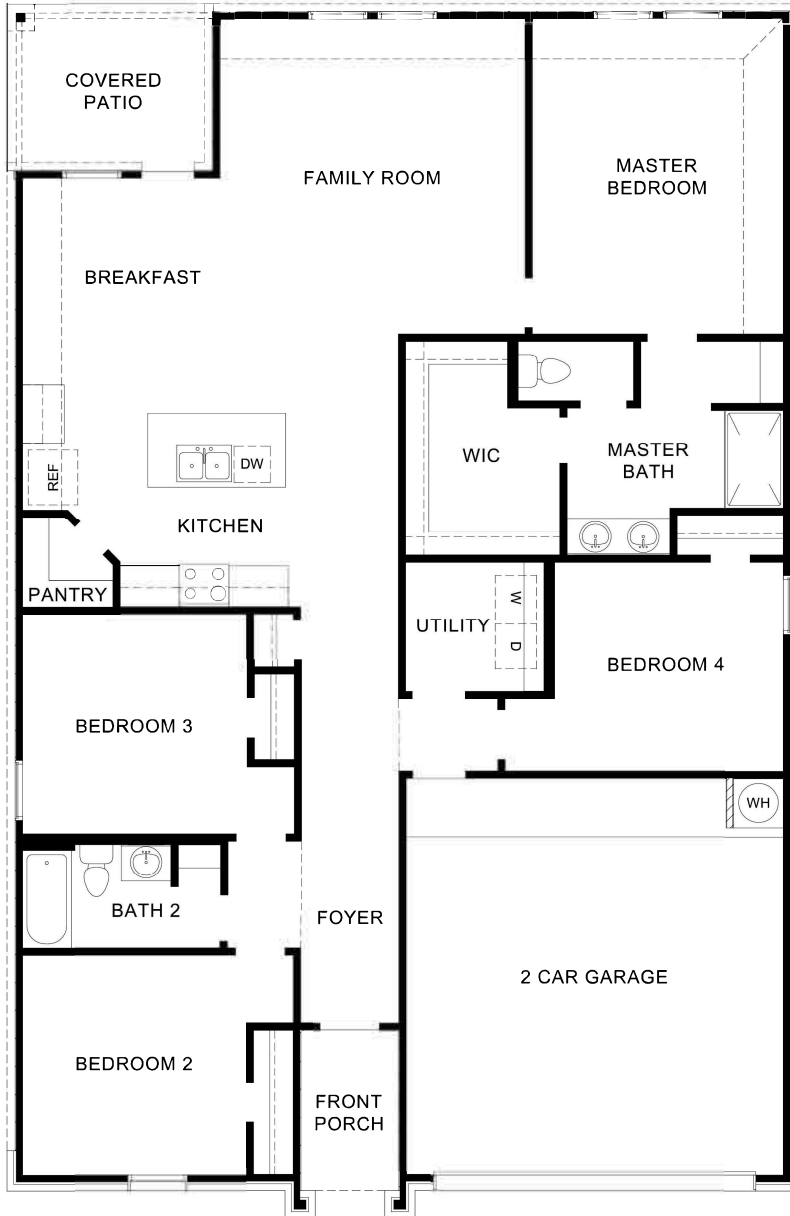 COVERED
PATIO
FAMILY ROOM
MASTER
BEDROOM
BREAKFAST
WIC
MASTER
BATH
REF
DW
KITCHEN
PANTRY
UTILITY
W
D
BEDROOM 4
BEDROOM 3
WH
BATH 2
FOYER
2 CAR GARAGE
BEDROOM 2
FRONT
PORCH